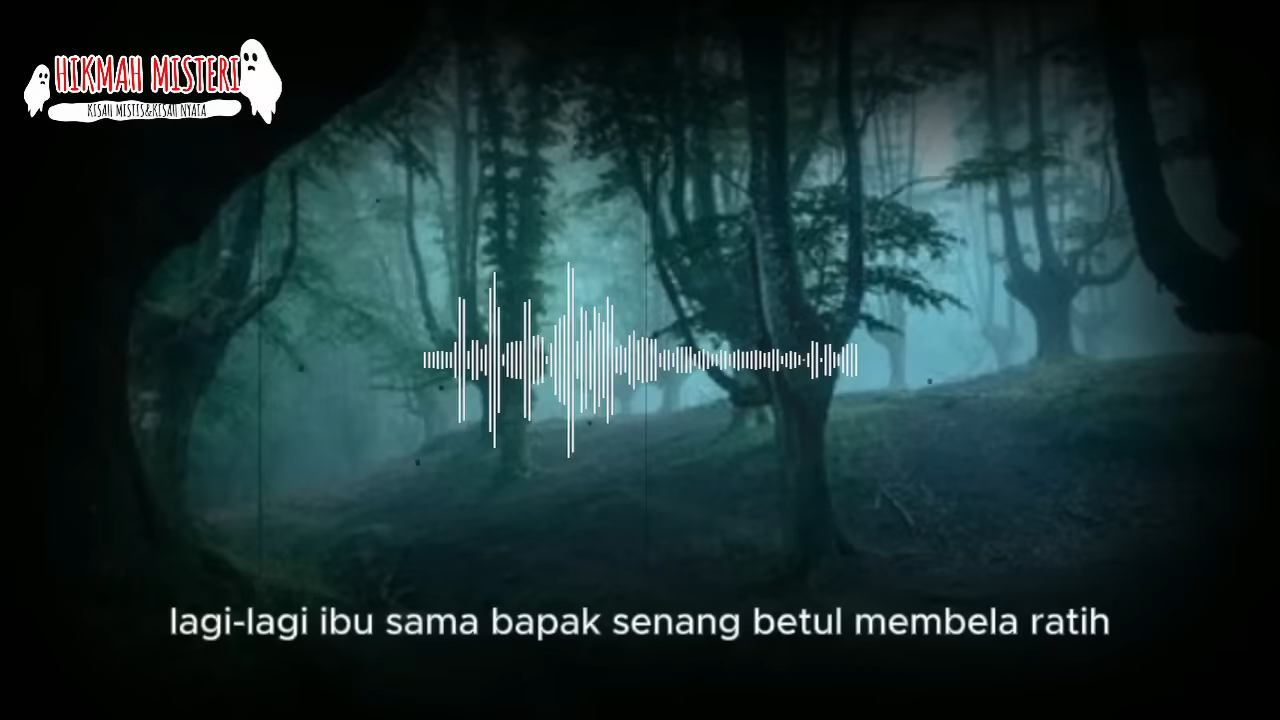 HIKMAH MISTERI
KISAH MISTIS&KISAH NYATA
lagi-lagi ibu sama bapak senang betul membela ratih